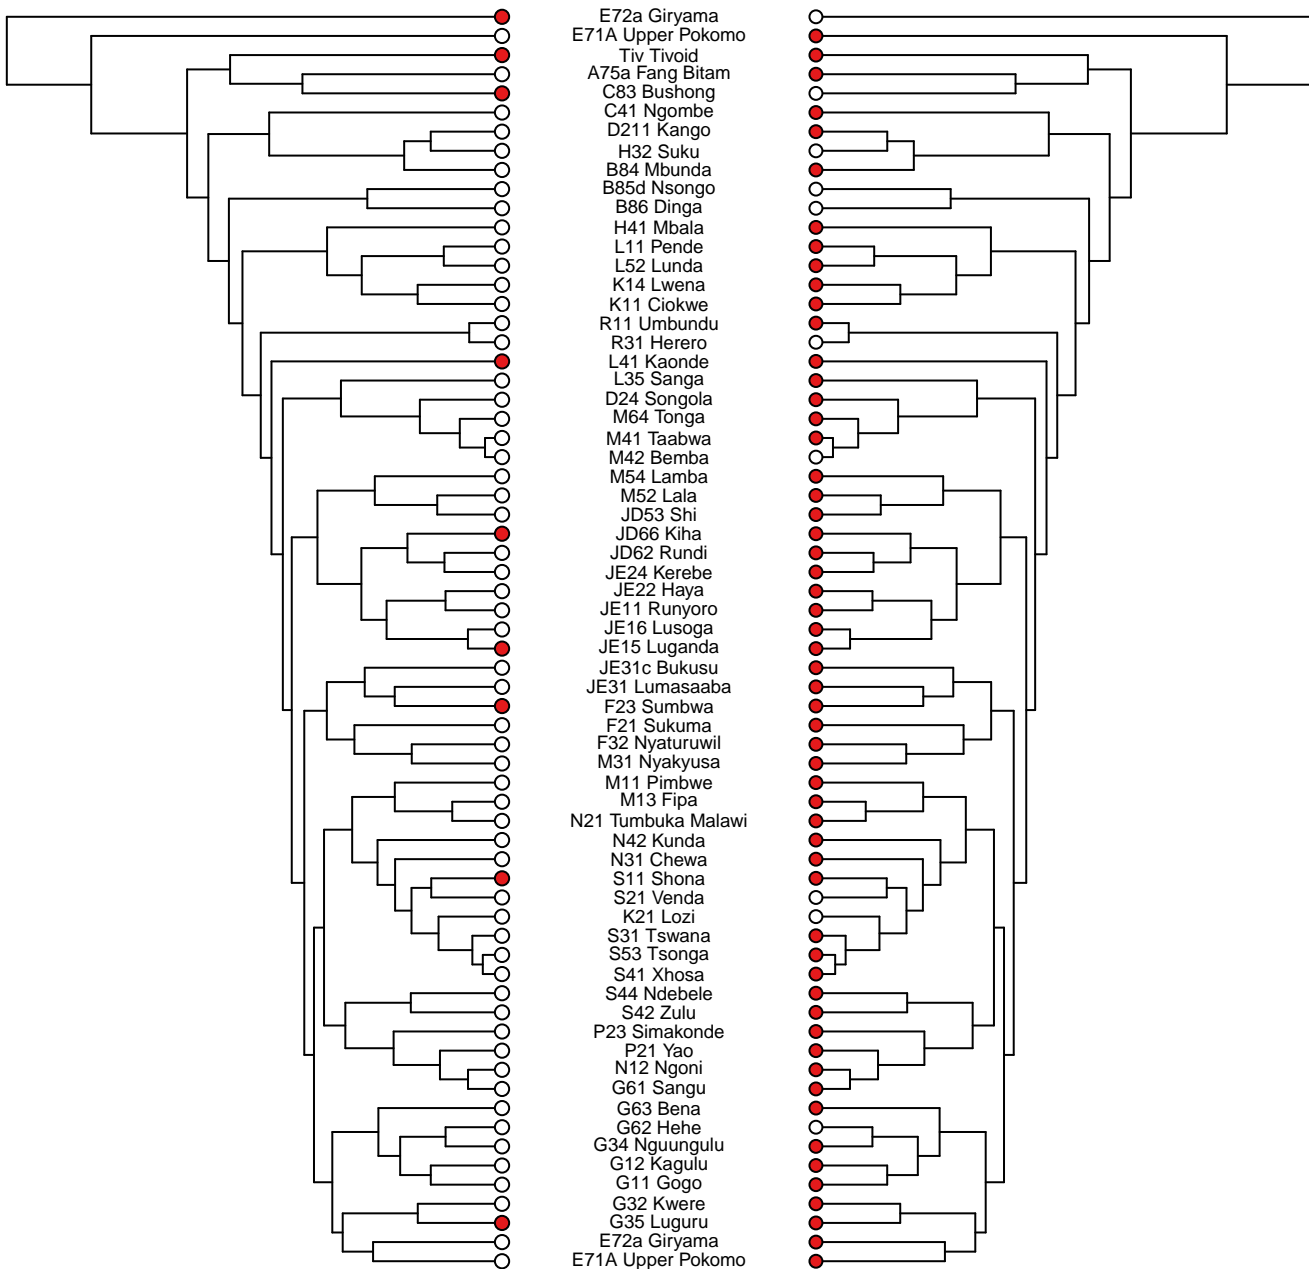 E72a Giryama
E71A Upper Pokomo
Tiv Tivoid
A75a Fang Bitam
C83 Bushong
C41 Ngombe
D211 Kango
H32 Suku
B84 Mbunda
B85d Nsongo
B86 Dinga
H41 Mbala
L11 Pende
L52 Lunda
K14 Lwena
K11 Ciokwe
R11 Umbundu
R31 Herero
L41 Kaonde
L35 Sanga
D24 Songola
M64 Tonga
M41 Taabwa
M42 Bemba
M54 Lamba
M52 Lala
JD53 Shi
JD66 Kiha
JD62 Rundi
JE24 Kerebe
JE22 Haya
JE11 Runyoro
JE16 Lusoga
JE15 Luganda
JE31c Bukusu
JE31 Lumasaaba
F23 Sumbwa
F21 Sukuma
F32 Nyaturuwil
M31 Nyakyusa
M11 Pimbwe
M13 Fipa
N21 Tumbuka Malawi
N42 Kunda
N31 Chewa
S11 Shona
S21 Venda
K21 Lozi
S31 Tswana
S53 Tsonga
S41 Xhosa
S44 Ndebele
S42 Zulu
P23 Simakonde
P21 Yao
N12 Ngoni
G61 Sangu
G63 Bena
G62 Hehe
G34 Nguungulu
G12 Kagulu
G11 Gogo
G32 Kwere
G35 Luguru
E72a Giryama
E71A Upper Pokomo